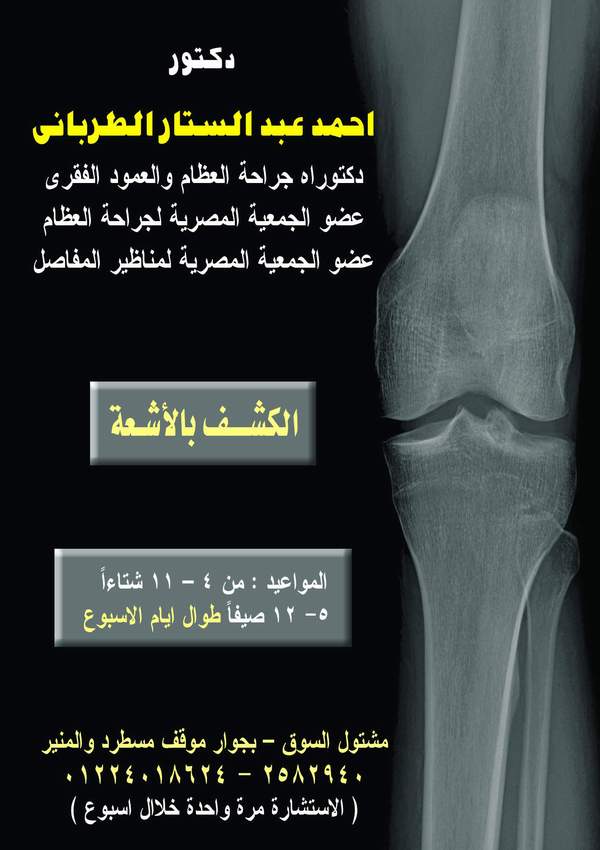 دكتور
احمد عبد الستار الطربانى
دكتوراه جراحة العظام والعمود الفقرى
عضو الجمعية المصرية لجراحة العظام
عضو الجمعية المصرية لمناظير المفاصل
الكشف بالأشعة
المواعيد : من ٤ - ١١ شتاءاً
٥- ١٢ صيفاً طوال ايام الاسبوع
مشتول السوق - بجوار موقف مسطرد والمنير
٢٥٨٢٩٤٠ - ٠١٢٢٤٠١٨٦٢٤
( الاستشارة مرة واحدة خلال اسبوع )